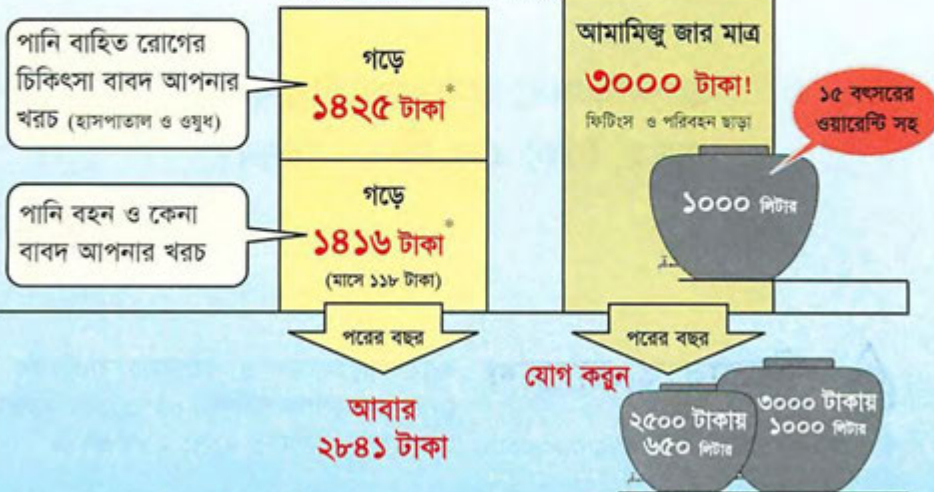 পানি বাহিত রোগের
চিকিৎসা বাবদ আপনার
খরচ (হাসপাতাল ও ওষুধ)
গড়ে
১৪২৫ টাকা*
পানি বহন ও কেনা
বাবদ আপনার খরচ
গড়ে
১৪১৬ টাকা*
(মাসে ১১৮ টাকা)
পরের বছর
আবার
২৮৪১ টাকা
আমামিজু জার মাত্র
৩০০০ টাকা!
ফিটিংস ও পরিবহন ছাড়া
১৫ বৎসরের
ওয়ারেন্টি সহ
১০০০ লিটার
পরের বছর
যোগ করুন
২৫০০ টাকায়
৬৫০ লিটার
৩০০০ টাকায়
১০০০ লিটার